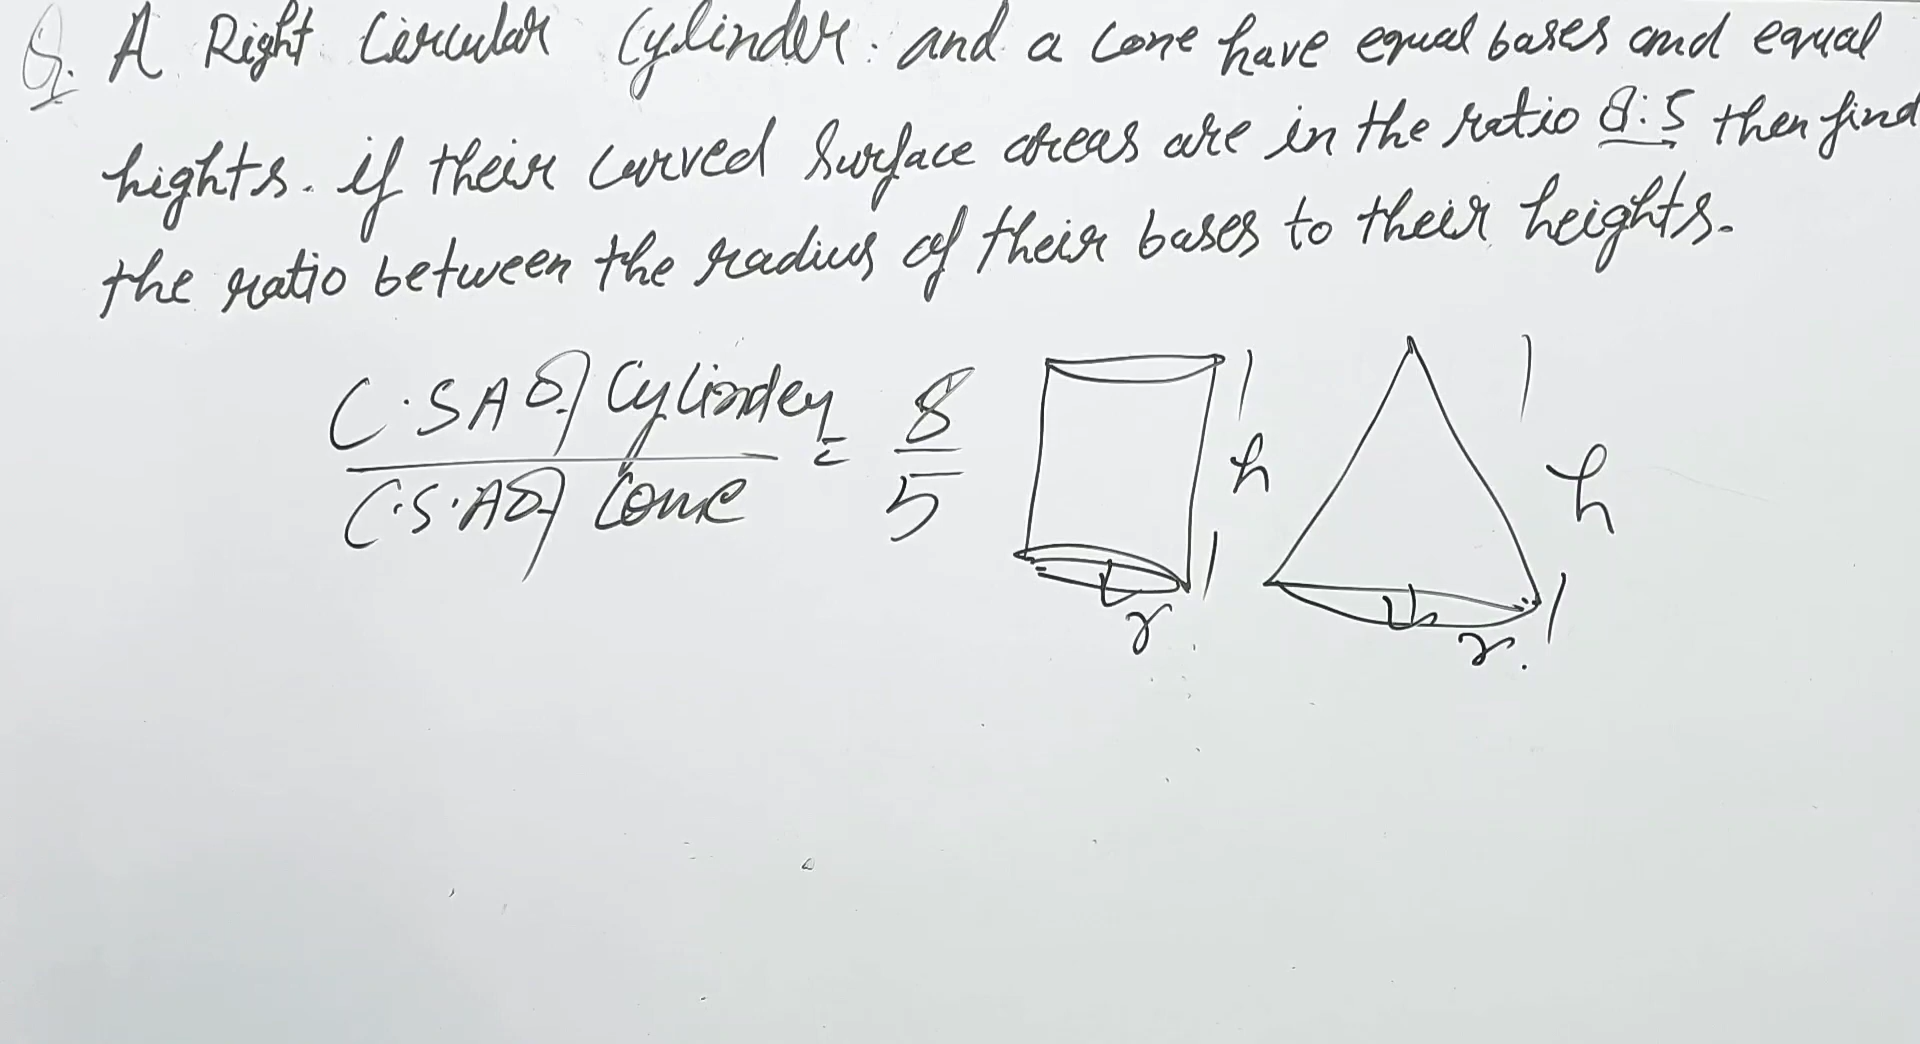 Q. A Right Circular Cylinder. and a Cone have equal bases and equal
hights. if their curved Surface areas are in the ratio 8:5 then find
the ratio between the radius of their bases to their heights.
C.SA of Cylinder = 8
C.S.A of Cone 5
h
h
r
r.